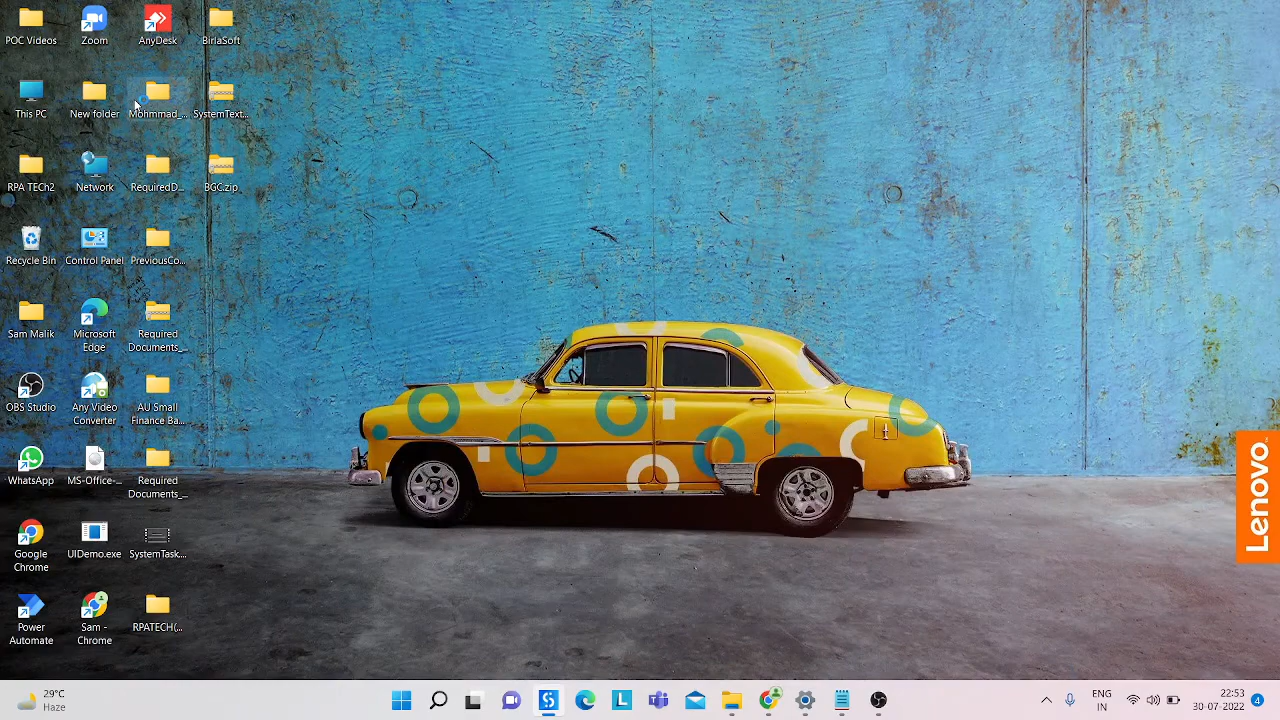 POC Videos
Zoom
AnyDesk
BirlaSoft
This PC
New folder
Mohmmad_...
SystemText...
RPA TECh2
Network
RequiredD...
BGC.zip
Recycle Bin
Control Panel
PreviousCo...
Sam Malik
Microsoft
Edge
Required
Documents_...
OBS Studio
Any Video
Converter
AU Small
Finance Ba...
WhatsApp
MS-Office-...
Required
Documents_...
Google
Chrome
UIDemo.exe
SystemTask....
Power
Automate
Sam -
Chrome
RPATECH(...
Lenovo
29°C
Haze
ENG
IN
22:53
30-07-2022
4